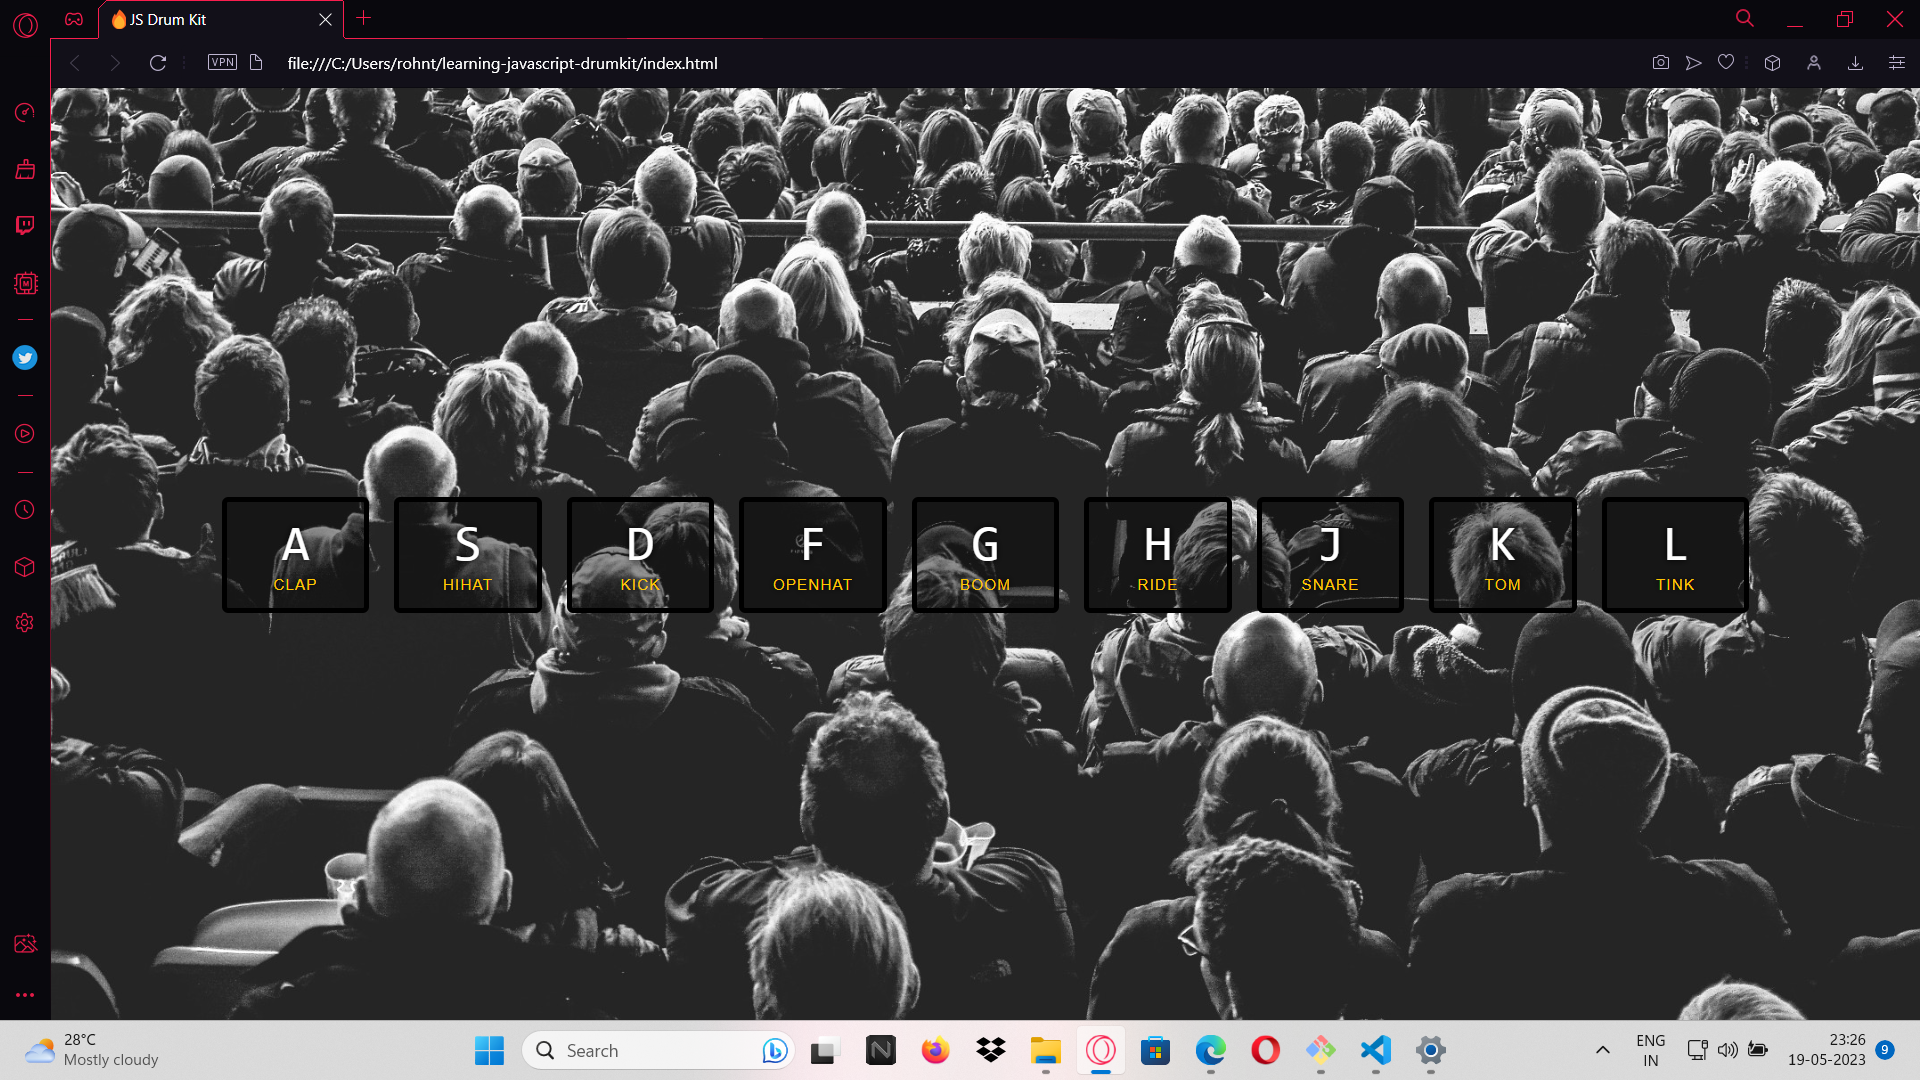 JS Drum Kit
VPN
file:///C:/Users/rohnt/learning-javascript-drumkit/index.html
A
CLAP
S
HIHAT
D
KICK
F
OPENHAT
G
BOOM
H
RIDE
J
SNARE
K
TOM
L
TINK
28°C
Mostly cloudy
Search
ENG
IN
23:26
19-05-2023
9